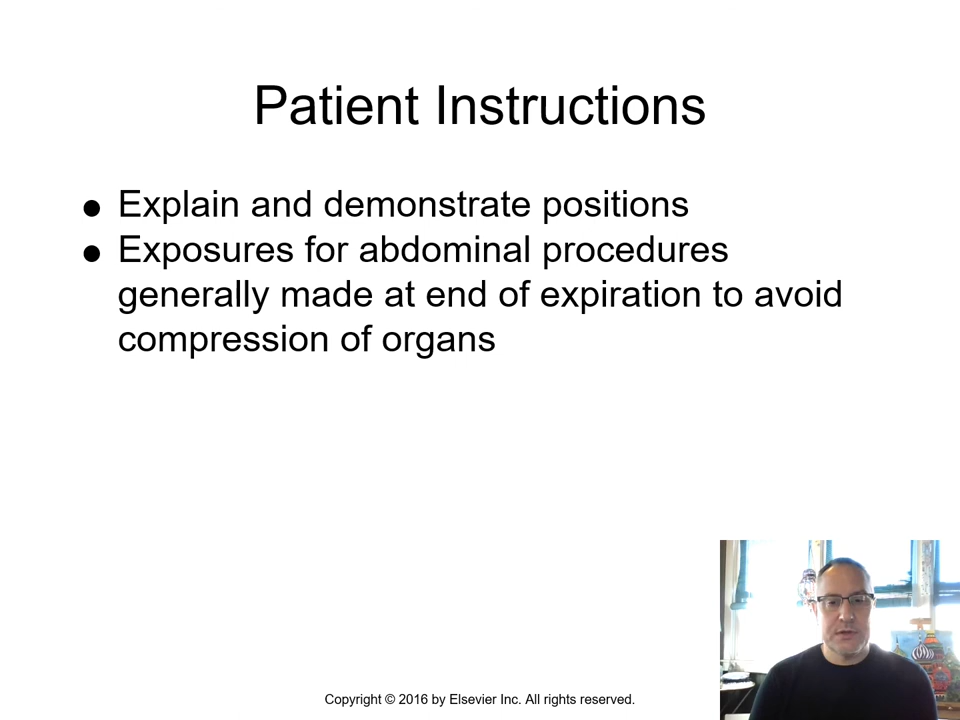 Patient Instructions
● Explain and demonstrate positions
● Exposures for abdominal procedures
generally made at end of expiration to avoid
compression of organs
Copyright © 2016 by Elsevier Inc. All rights reserved.